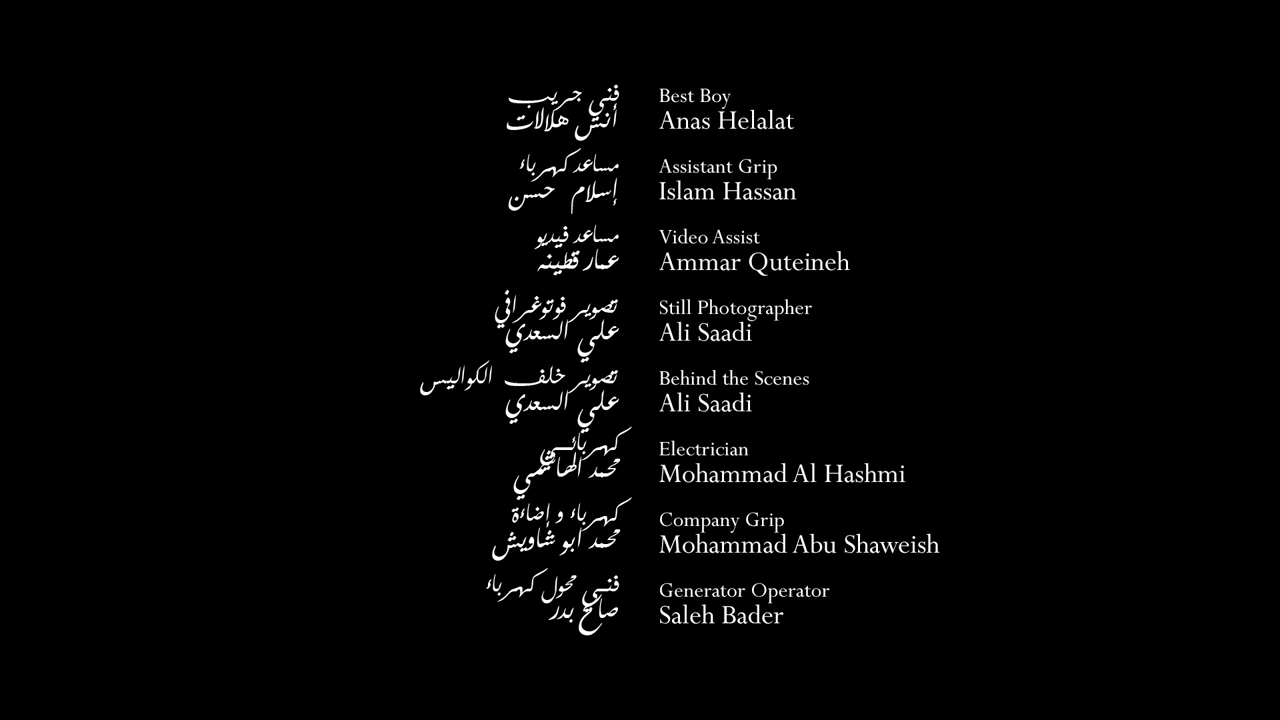 فني جريب
Best Boy
أنس هلالات
Anas Helalat
مساعد كهرباء
Assistant Grip
إسلام حسن
Islam Hassan
مساعد فيديو
Video Assist
عمار قطينه
Ammar Quteineh
تصوير فوتوغرافي
Still Photographer
علي السعدي
Ali Saadi
تصوير خلف الكواليس
Behind the Scenes
علي السعدي
Ali Saadi
كهربائي
Electrician
محمد الهاشمي
Mohammad Al Hashmi
كهرباء و إضاءة
Company Grip
محمد ابو شاويش
Mohammad Abu Shaweish
فني محول كهرباء
Generator Operator
صالح بدر
Saleh Bader